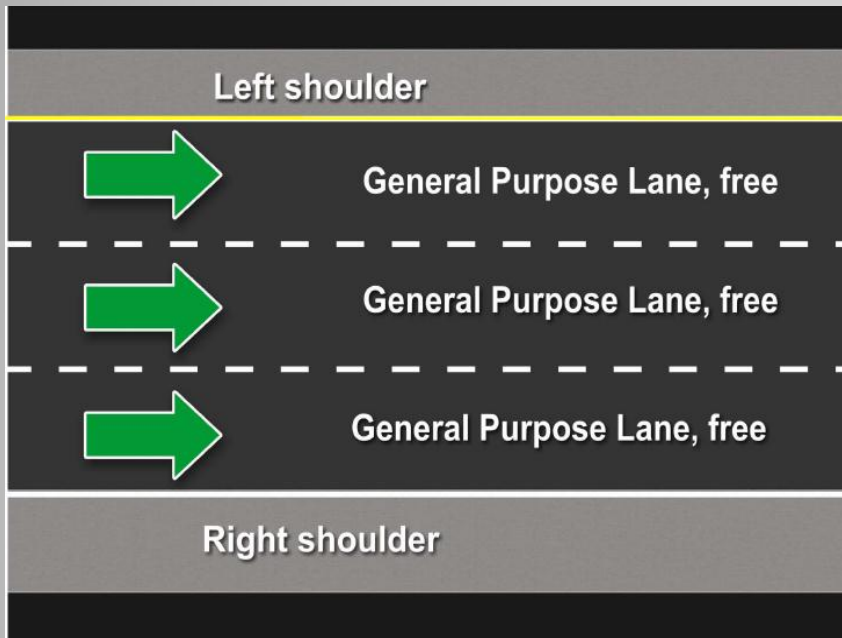 Left shoulder
General Purpose Lane, free
General Purpose Lane, free
General Purpose Lane, free
Right shoulder